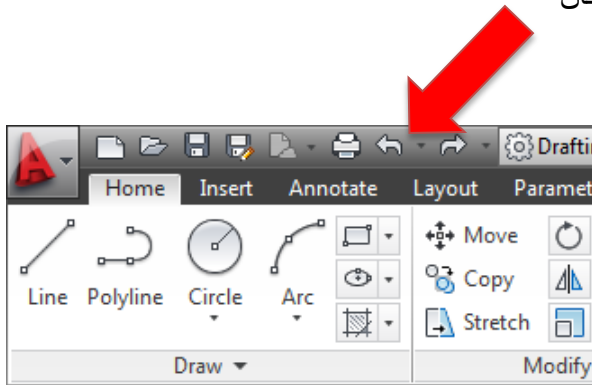 Drafti
Home Insert Annotate Layout Paramet
Line Polyline Circle Arc
Move
Copy
Stretch
Draw Modify